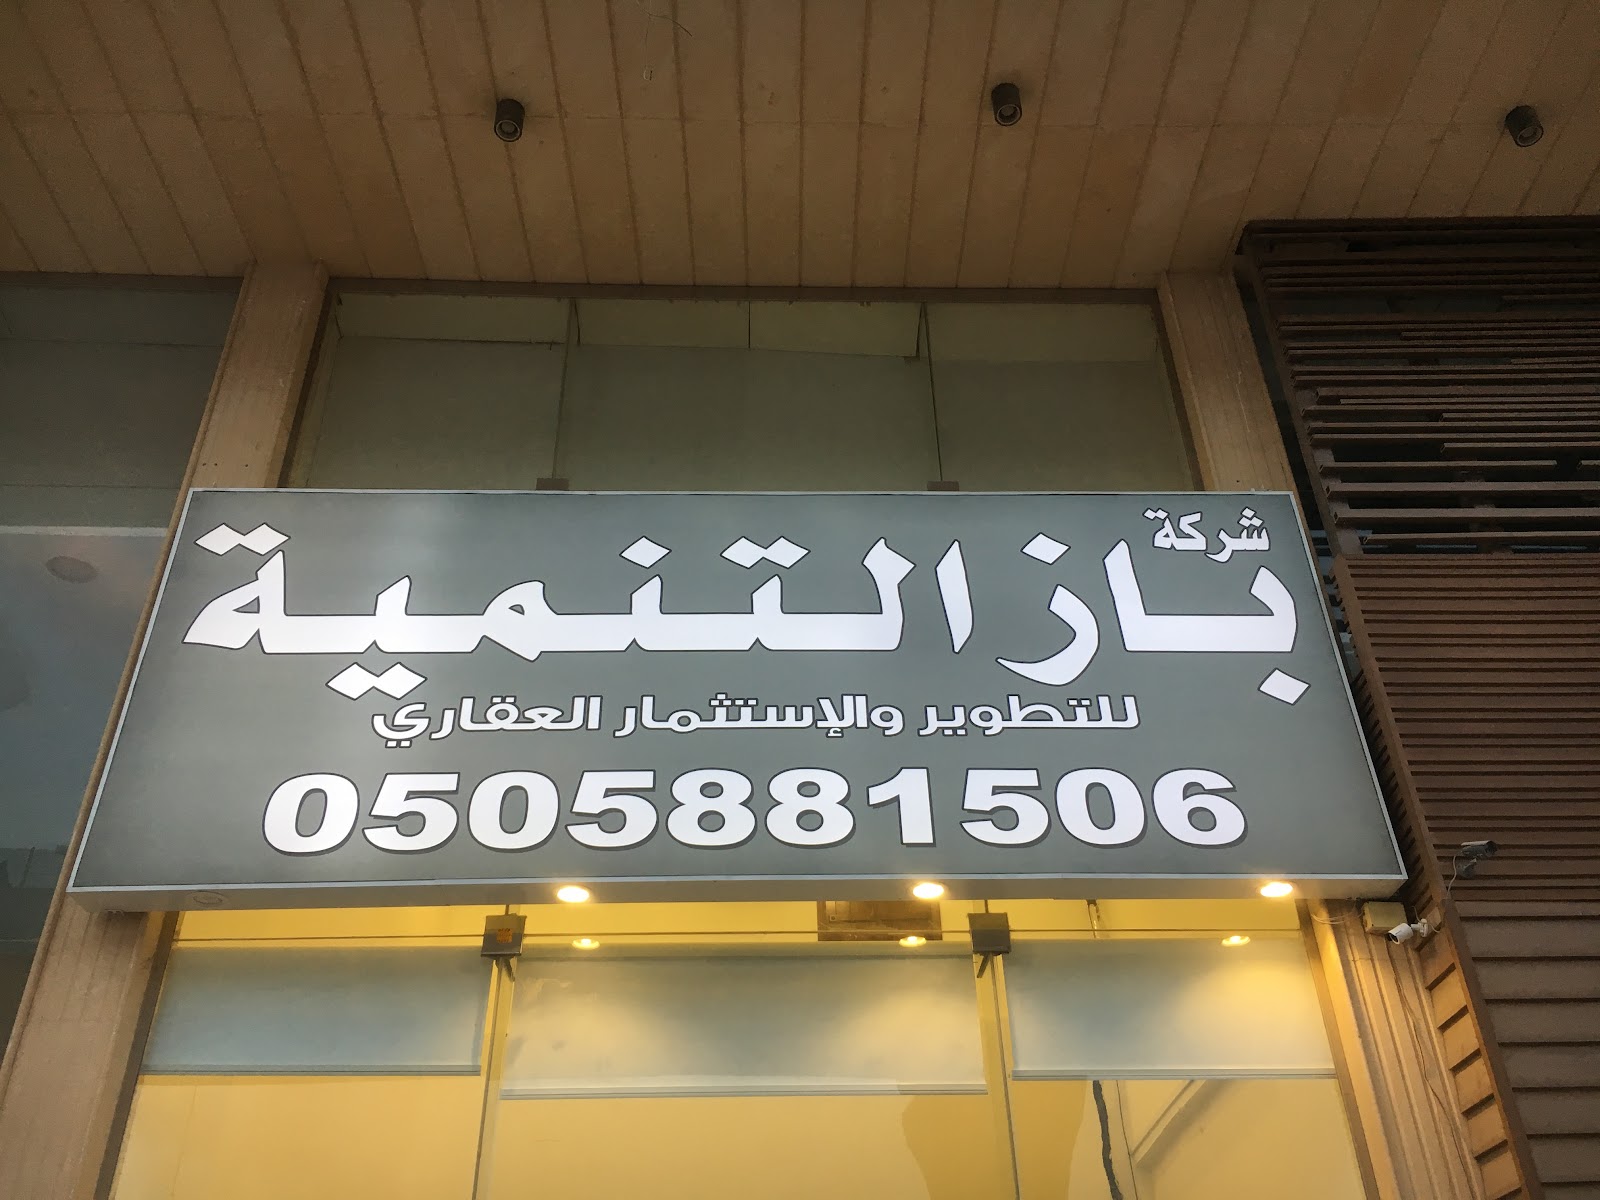 شركة
باز التنمية
للتطوير والإستثمار العقاري
0505881506